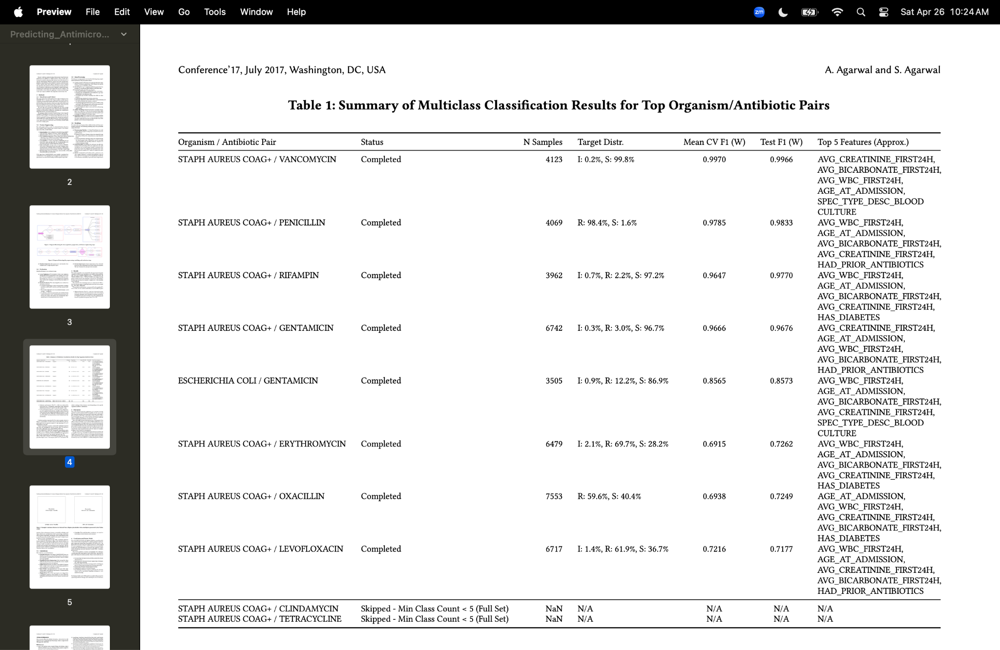 Preview File Edit View Go Tools Window Help zm Sat Apr 26 10:24 AM
Predicting_Antimicro...
2
3
4
5
Conference'17, July 2017, Washington, DC, USA A. Agarwal and S. Agarwal
Table 1: Summary of Multiclass Classification Results for Top Organism/Antibiotic Pairs
Organism / Antibiotic Pair Status N Samples Target Distr. Mean CV F1 (W) Test F1 (W) Top 5 Features (Approx.)
STAPH AUREUS COAG+ / VANCOMYCIN Completed 4123 I: 0.2%, S: 99.8% 0.9970 0.9966 AVG_CREATININE_FIRST24H,
AVG_BICARBONATE_FIRST24H,
AVG_WBC_FIRST24H,
AGE_AT_ADMISSION,
SPEC_TYPE_DESC_BLOOD
CULTURE
STAPH AUREUS COAG+ / PENICILLIN Completed 4069 R: 98.4%, S: 1.6% 0.9785 0.9833 AVG_WBC_FIRST24H,
AGE_AT_ADMISSION,
AVG_BICARBONATE_FIRST24H,
AVG_CREATININE_FIRST24H,
HAD_PRIOR_ANTIBIOTICS
STAPH AUREUS COAG+ / RIFAMPIN Completed 3962 I: 0.7%, R: 2.2%, S: 97.2% 0.9647 0.9770 AVG_WBC_FIRST24H,
AGE_AT_ADMISSION,
AVG_BICARBONATE_FIRST24H,
AVG_CREATININE_FIRST24H,
HAS_DIABETES
STAPH AUREUS COAG+ / GENTAMICIN Completed 6742 I: 0.3%, R: 3.0%, S: 96.7% 0.9666 0.9676 AVG_CREATININE_FIRST24H,
AGE_AT_ADMISSION,
AVG_WBC_FIRST24H,
AVG_BICARBONATE_FIRST24H,
HAD_PRIOR_ANTIBIOTICS
ESCHERICHIA COLI / GENTAMICIN Completed 3505 I: 0.9%, R: 12.2%, S: 86.9% 0.8565 0.8573 AVG_WBC_FIRST24H,
AGE_AT_ADMISSION,
AVG_BICARBONATE_FIRST24H,
AVG_CREATININE_FIRST24H,
SPEC_TYPE_DESC_BLOOD
CULTURE
STAPH AUREUS COAG+ / ERYTHROMYCIN Completed 6479 I: 2.1%, R: 69.7%, S: 28.2% 0.6915 0.7262 AVG_WBC_FIRST24H,
AGE_AT_ADMISSION,
AVG_BICARBONATE_FIRST24H,
AVG_CREATININE_FIRST24H,
HAS_DIABETES
STAPH AUREUS COAG+ / OXACILLIN Completed 7553 R: 59.6%, S: 40.4% 0.6938 0.7249 AGE_AT_ADMISSION,
AVG_WBC_FIRST24H,
AVG_CREATININE_FIRST24H,
AVG_BICARBONATE_FIRST24H,
HAS_DIABETES
STAPH AUREUS COAG+ / LEVOFLOXACIN Completed 6717 I: 1.4%, R: 61.9%, S: 36.7% 0.7216 0.7177 AVG_WBC_FIRST24H,
AGE_AT_ADMISSION,
AVG_CREATININE_FIRST24H,
AVG_BICARBONATE_FIRST24H,
HAD_PRIOR_ANTIBIOTICS
STAPH AUREUS COAG+ / CLINDAMYCIN Skipped - Min Class Count < 5 (Full Set) NaN N/A N/A N/A N/A
STAPH AUREUS COAG+ / TETRACYCLINE Skipped - Min Class Count < 5 (Full Set) NaN N/A N/A N/A N/A